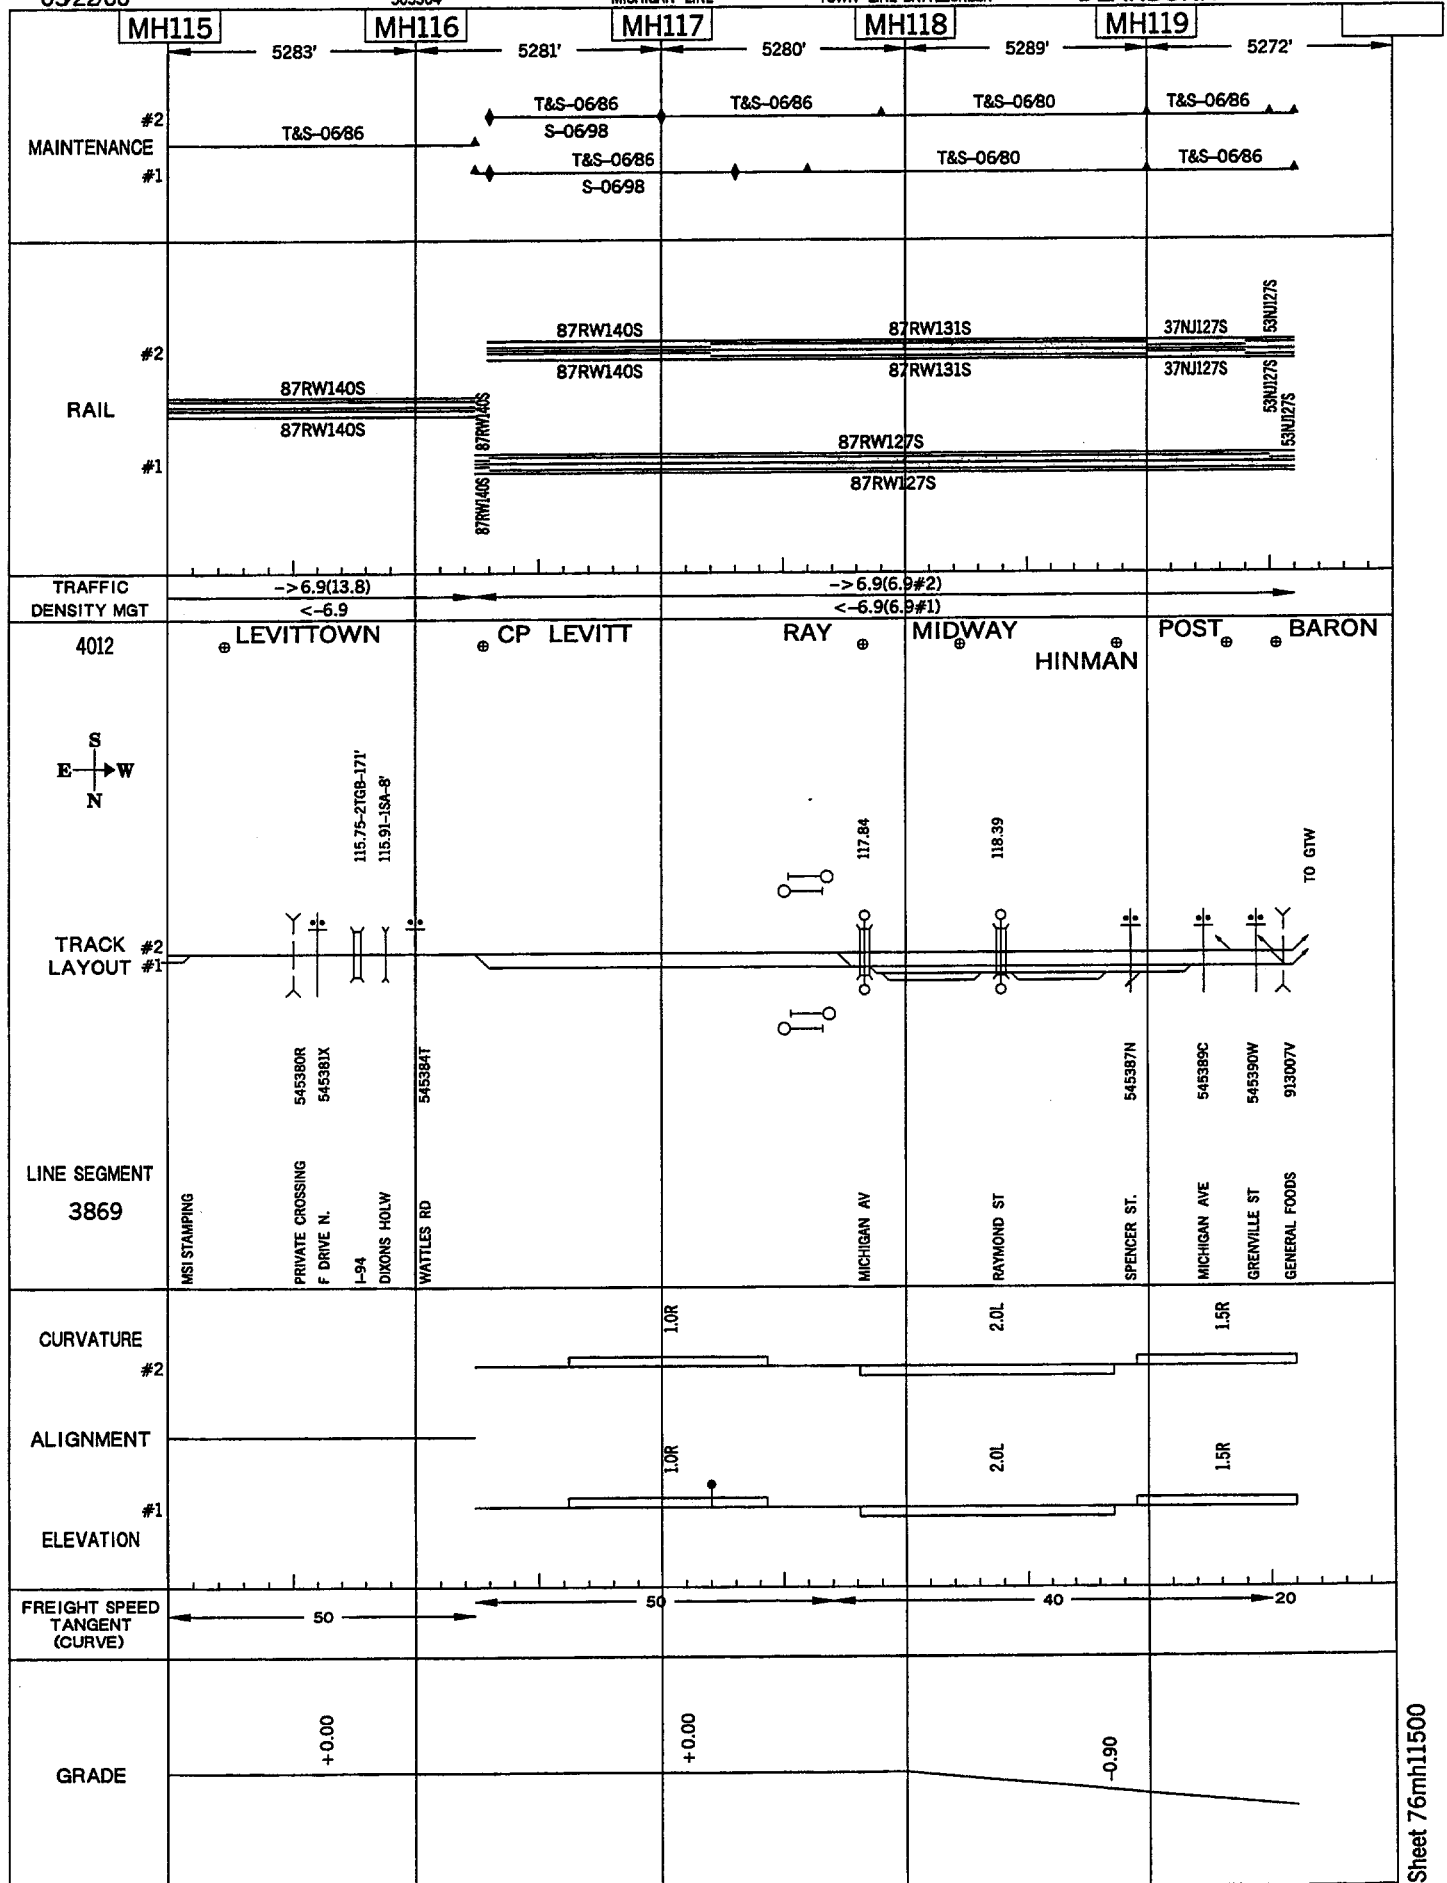 MH115 MH116 MH117 MH118 MH119
5283' 5281' 5280' 5289' 5272'
MAINTENANCE
#2
#1
T&S-06/86
T&S-06/86 T&S-06/86 T&S-06/80 T&S-06/86
S-06/98
T&S-06/86 T&S-06/80 T&S-06/86
S-06/98
RAIL
#2
#1
87RW140S 87RW131S 37NJ127S 53NJ127S
87RW140S 87RW131S 37NJ127S 53NJ127S
87RW140S
87RW140S
87RW140S
87RW140S
53NJ127S
87RW127S
87RW127S
TRAFFIC
DENSITY MGT
->6.9(13.8) ->6.9(6.9#2)
<-6.9 <-6.9(6.9#1)
4012
LEVITTOWN CP LEVITT RAY MIDWAY HINMAN POST BARON
S
E W
N
115.75-2TGB-171'
115.91-1SA-8'
117.84
118.39
TO GTW
TRACK #2
LAYOUT #1
545380R
545381X
545384T
545387N
545389C
545390W
913007V
LINE SEGMENT
3869
MSI STAMPING
PRIVATE CROSSING
F DRIVE N.
I-94
DIXONS HOLW
WATTLES RD
MICHIGAN AV
RAYMOND ST
SPENCER ST.
MICHIGAN AVE
GRENVILLE ST
GENERAL FOODS
CURVATURE
#2
1.0R 2.0L 1.5R
ALIGNMENT
#1
1.0R 2.0L 1.5R
ELEVATION
FREIGHT SPEED
TANGENT
(CURVE)
50 50 40 20
GRADE
+0.00 +0.00 -0.90
Sheet 76mh11500